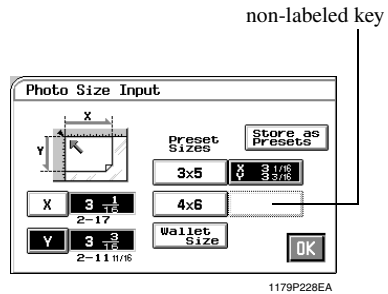 non-labeled key
Photo Size Input
X
Y
Preset Sizes
Store as Presets
3x5
X 3 1/16
Y 3 3/16
X 3 1/16
2-17
4x6
Y 3 3/16
2-11 11/16
Wallet Size
OK
1179P228EA